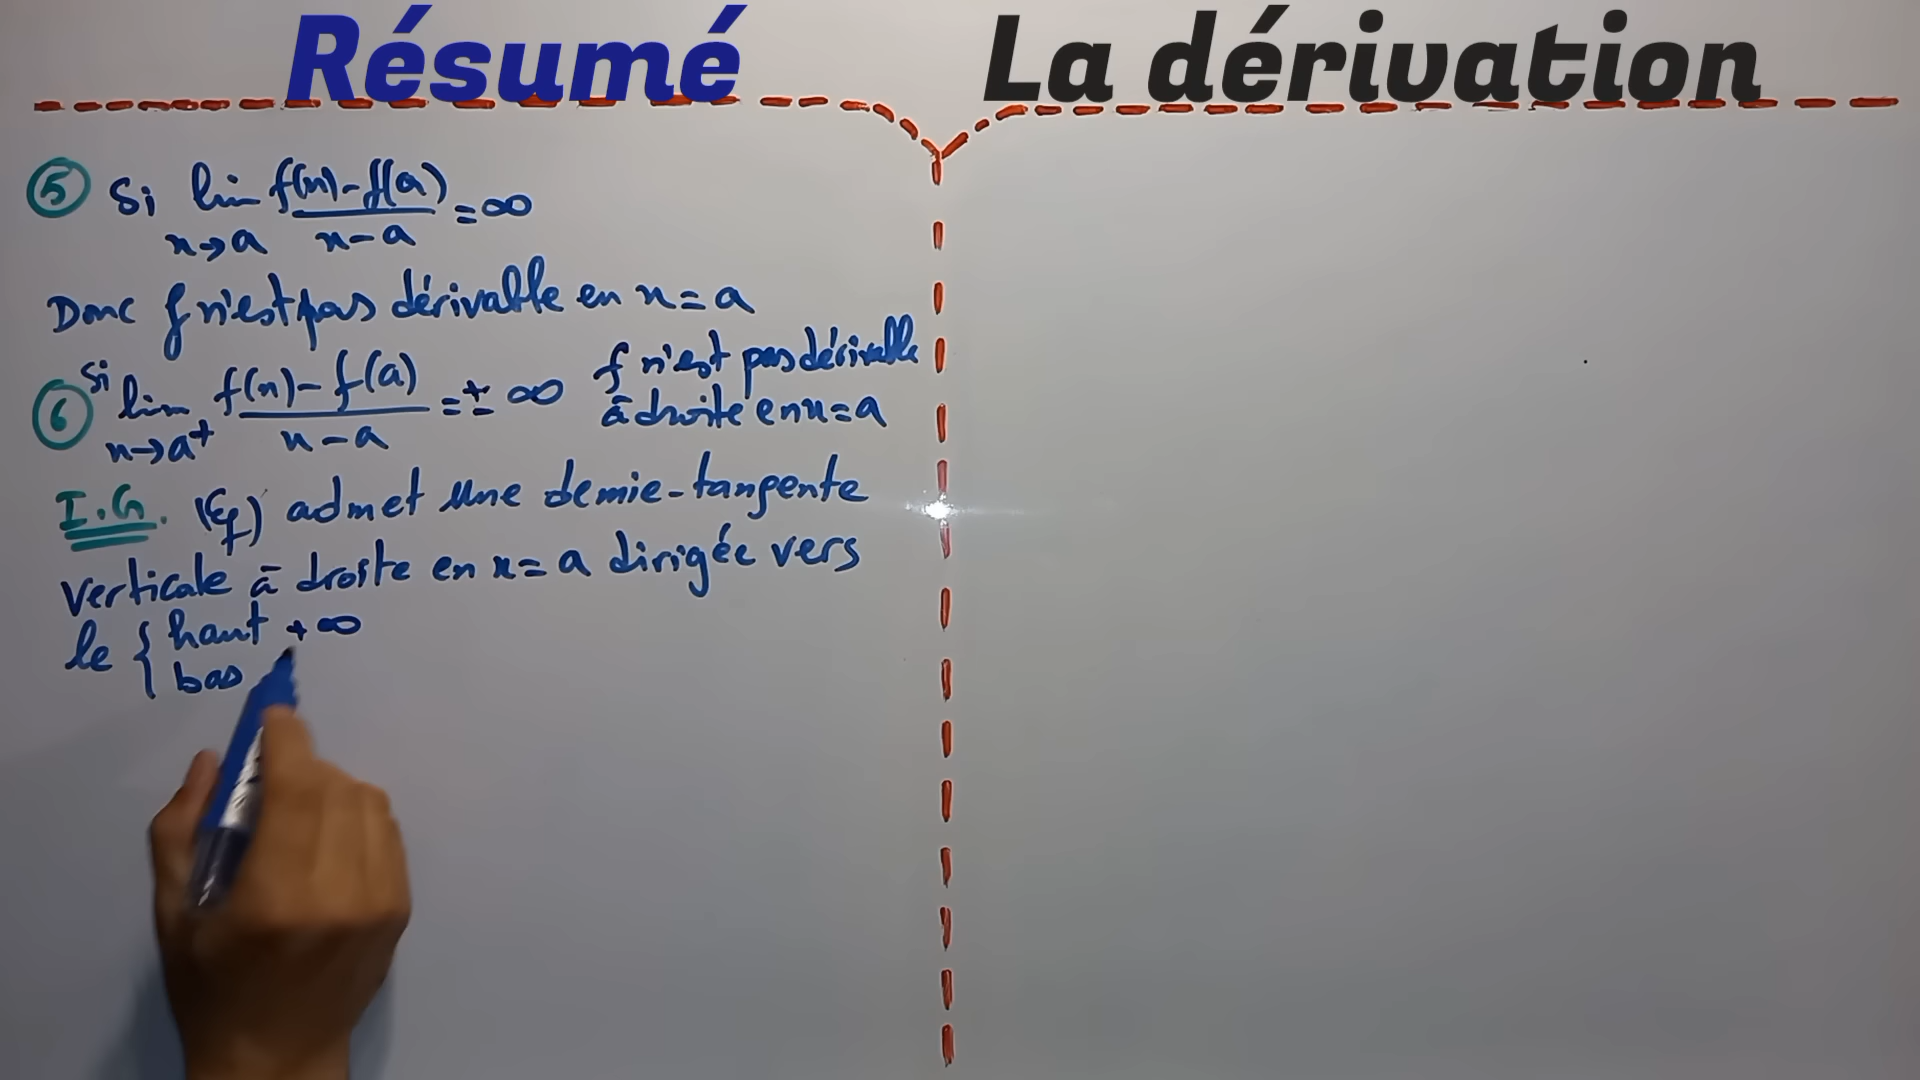 Résumé
La dérivation
5 Si lim f(x)-f(a) / x-a = ∞
x→a
Donc f n'est pas dérivable en x=a
6 Si lim f(x)-f(a) / x-a = ± ∞ f n'est pas dérivable
x→a+ à droite en x=a
I.G. (Cf) admet une demie-tangente
verticale à droite en x=a dirigée vers
le { haut +∞
bas